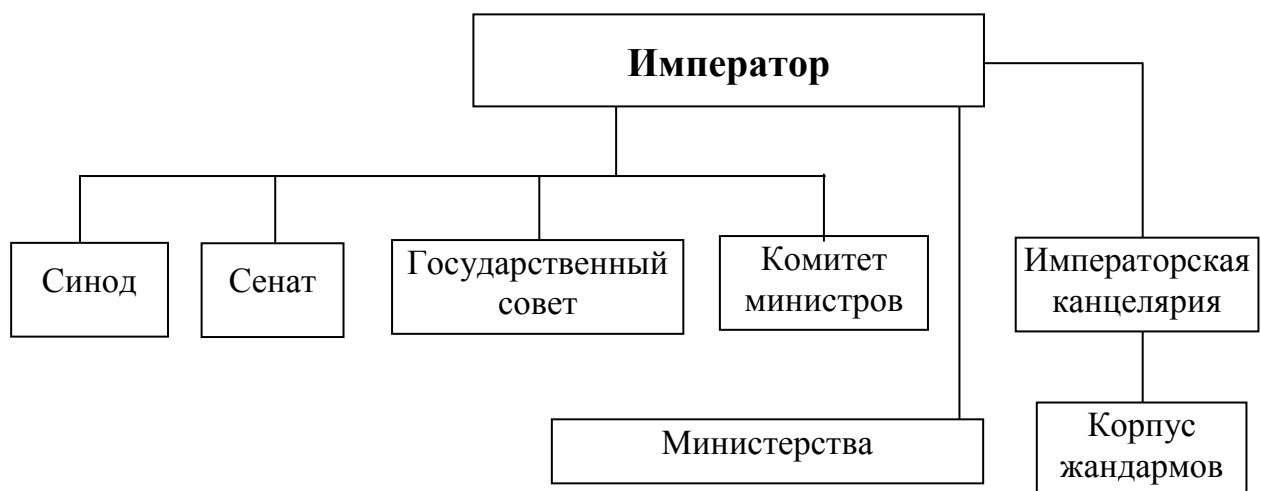 Император
Синод
Сенат
Государственный
совет
Комитет
министров
Императорская
канцелярия
Министерства
Корпус
жандармов